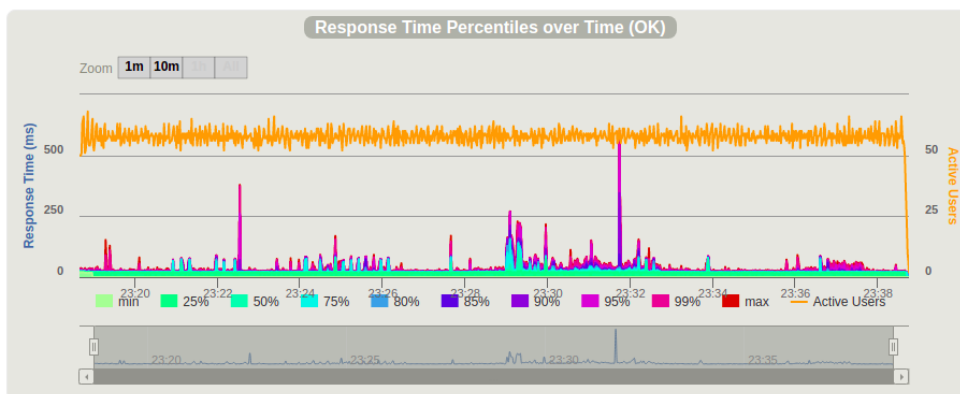 Response Time Percentiles over Time (OK)
Zoom 1m 10m 1h All
Response Time (ms)
500
250
0
50
25
0
Active Users
23:20 23:22 23:24 23:26 23:28 23:30 23:32 23:34 23:36 23:38
min 25% 50% 75% 80% 85% 90% 95% 99% max Active Users
23:20 23:25 23:30 23:35